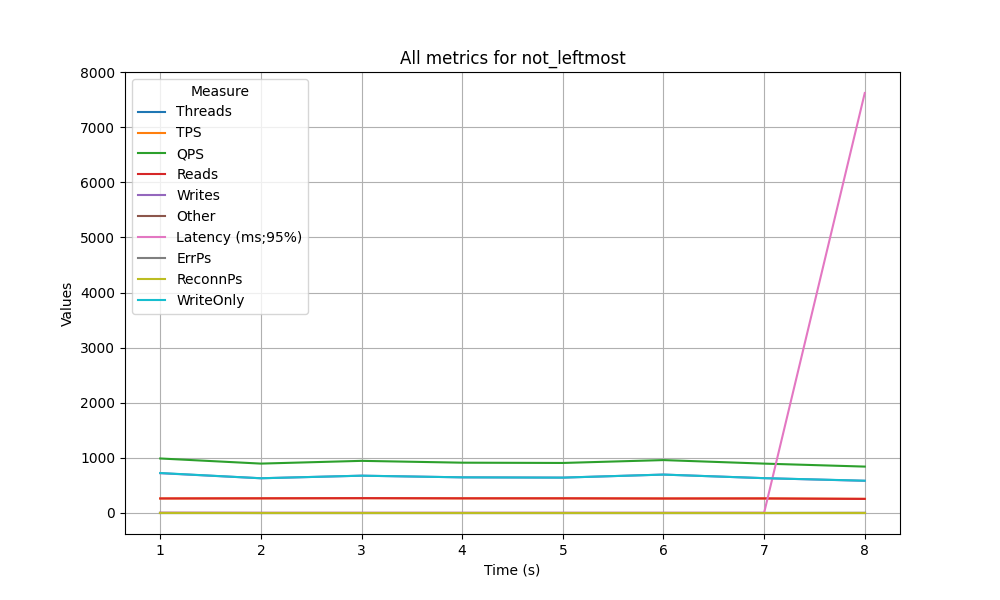 All metrics for not_leftmost
8000
7000
6000
5000
4000
3000
2000
1000
0
Values
Measure
Threads
TPS
QPS
Reads
Writes
Other
Latency (ms;95%)
ErrPs
ReconnPs
WriteOnly
1 2 3 4 5 6 7 8
Time (s)